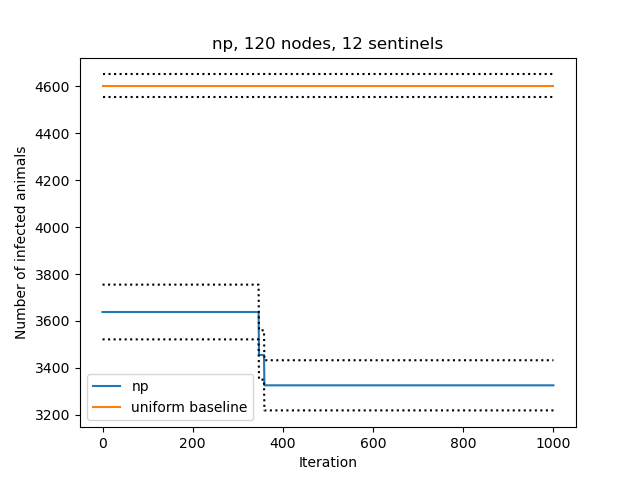 np, 120 nodes, 12 sentinels
Number of infected animals
4600
4400
4200
4000
3800
3600
3400
3200
np
uniform baseline
0 200 400 600 800 1000
Iteration